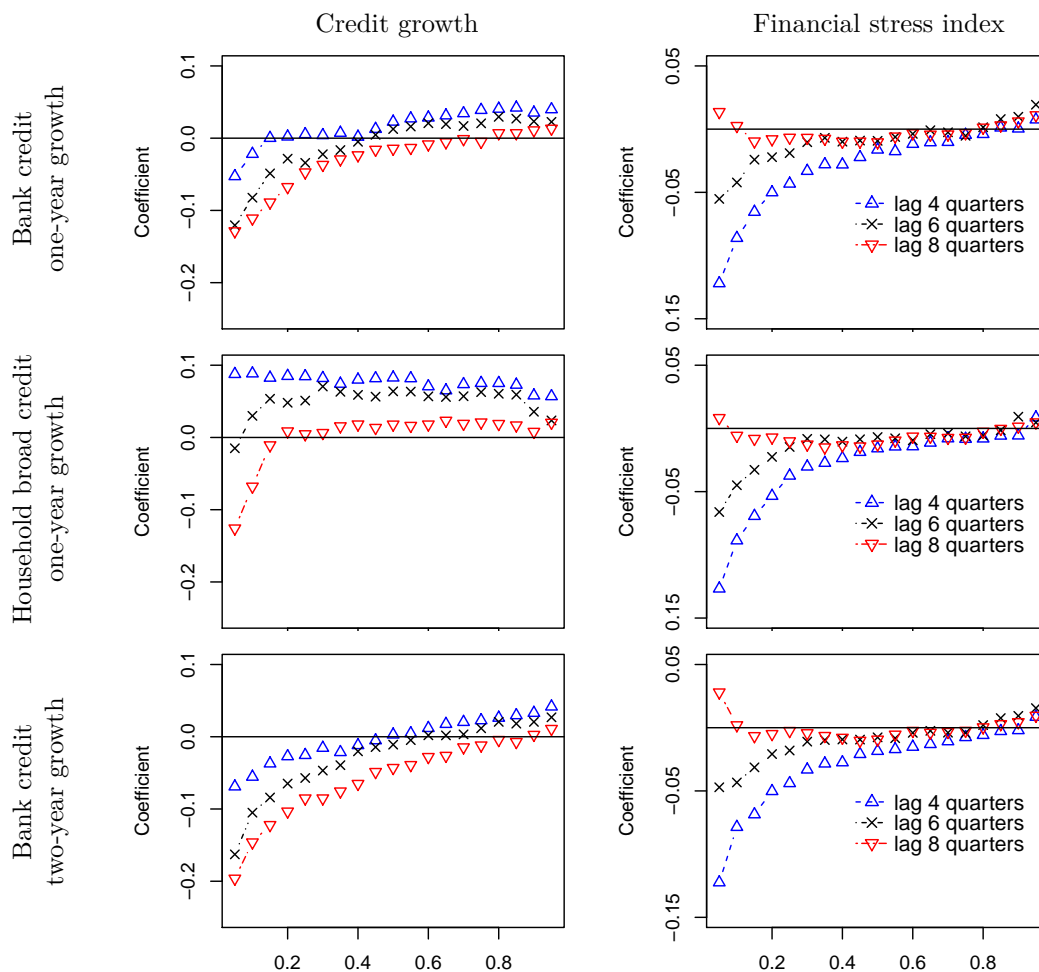 Credit growth
Financial stress index
Bank credit
one-year growth
Coefficient
0.1
0.0
−0.1
−0.2
Coefficient
0.05
−0.05
0.15
lag 4 quarters
lag 6 quarters
lag 8 quarters
Household broad credit
one-year growth
Coefficient
0.1
0.0
−0.1
−0.2
Coefficient
0.05
−0.05
0.15
lag 4 quarters
lag 6 quarters
lag 8 quarters
Bank credit
two-year growth
Coefficient
0.1
0.0
−0.1
−0.2
0.2 0.4 0.6 0.8
Coefficient
0.05
−0.05
−0.15
lag 4 quarters
lag 6 quarters
lag 8 quarters
0.2 0.4 0.6 0.8